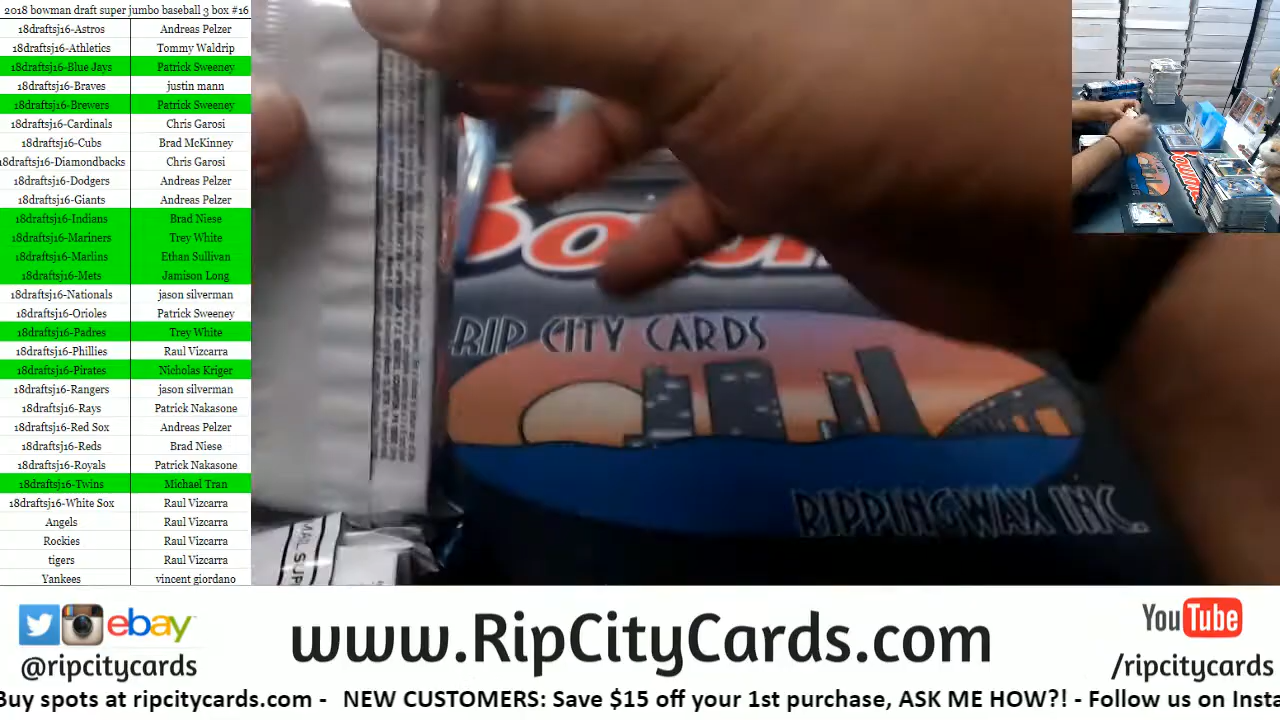 2018 bowman draft super jumbo baseball 3 box #16
18draftsj16-Astros Andreas Pelzer
18draftsj16-Athletics Tommy Waldrip
18draftsj16-Blue Jays Patrick Sweeney
18draftsj16-Braves justin mann
18draftsj16-Brewers Patrick Sweeney
18draftsj16-Cardinals Chris Garosi
18draftsj16-Cubs Brad McKinney
18draftsj16-Diamondbacks Chris Garosi
18draftsj16-Dodgers Andreas Pelzer
18draftsj16-Giants Andreas Pelzer
18draftsj16-Indians Brad Niese
18draftsj16-Mariners Trey White
18draftsj16-Marlins Ethan Sullivan
18draftsj16-Mets Jamison Long
18draftsj16-Nationals jason silverman
18draftsj16-Orioles Patrick Sweeney
18draftsj16-Padres Trey White
18draftsj16-Phillies Raul Vizcarra
18draftsj16-Pirates Nicholas Kriger
18draftsj16-Rangers jason silverman
18draftsj16-Rays Patrick Nakasone
18draftsj16-Red Sox Andreas Pelzer
18draftsj16-Reds Brad Niese
18draftsj16-Royals Patrick Nakasone
18draftsj16-Twins Michael Tran
18draftsj16-White Sox Raul Vizcarra
Angels Raul Vizcarra
Rockies Raul Vizcarra
tigers Raul Vizcarra
Yankees vincent giordano
RIP CITY CARDS
RIPPINGWAX INC.
MAIL
ebay
@ripcitycards
www.RipCityCards.com
YouTube
/ripcitycards
Buy spots at ripcitycards.com - NEW CUSTOMERS: Save $15 off your 1st purchase, ASK ME HOW?! - Follow us on Insta